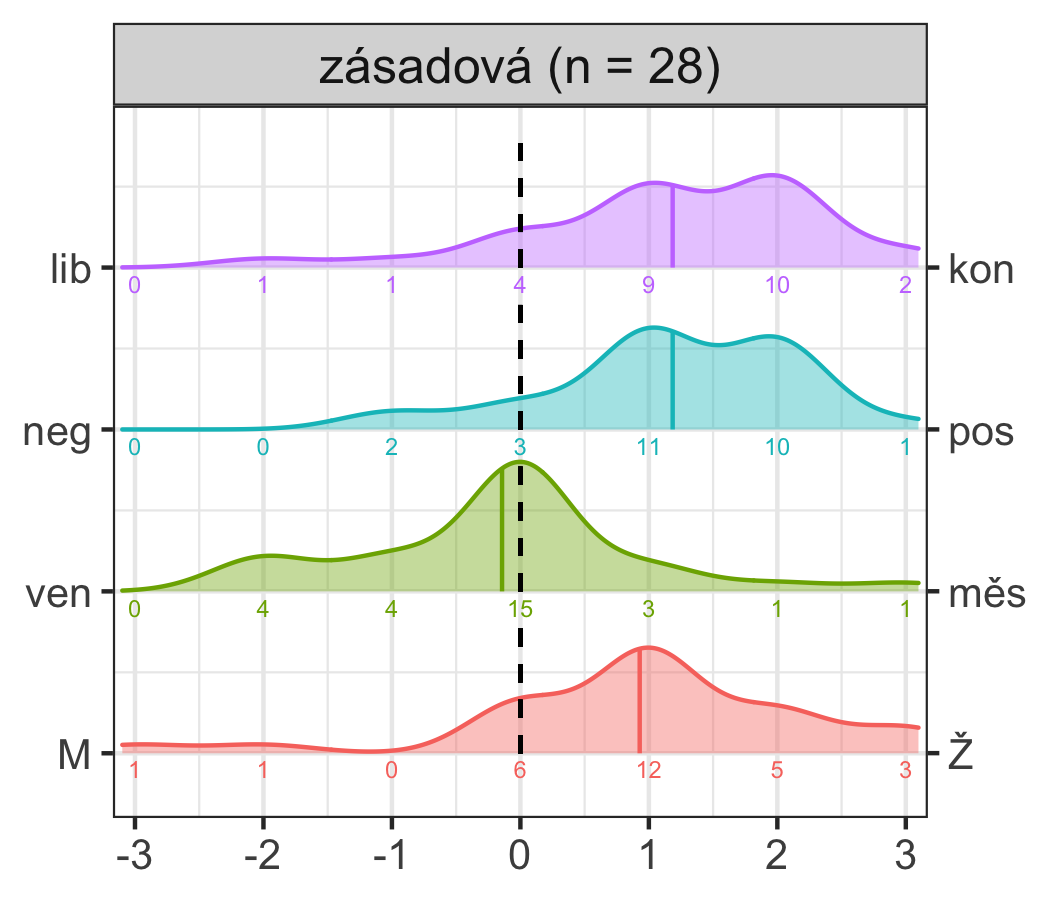 zásadová (n = 28)
lib kon
0 1 1 4 9 10 2
neg pos
0 0 2 3 11 10 1
ven měs
0 4 4 15 3 1 1
M Ž
1 1 0 6 12 5 3
-3 -2 -1 0 1 2 3